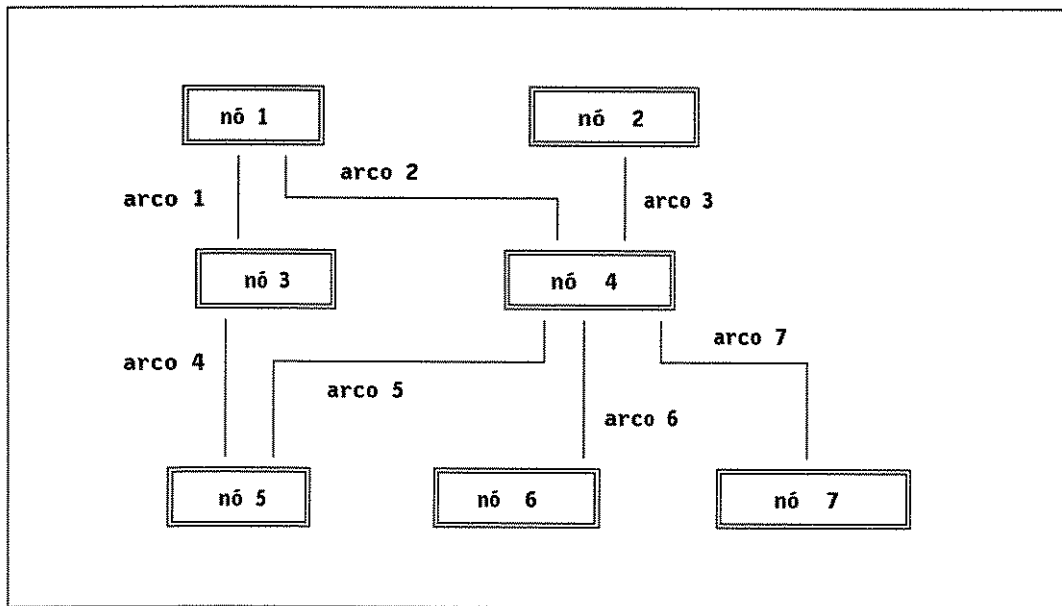 nó 1
nó 2
arco 1
arco 2
arco 3
nó 3
nó 4
arco 4
arco 5
arco 6
arco 7
nó 5
nó 6
nó 7